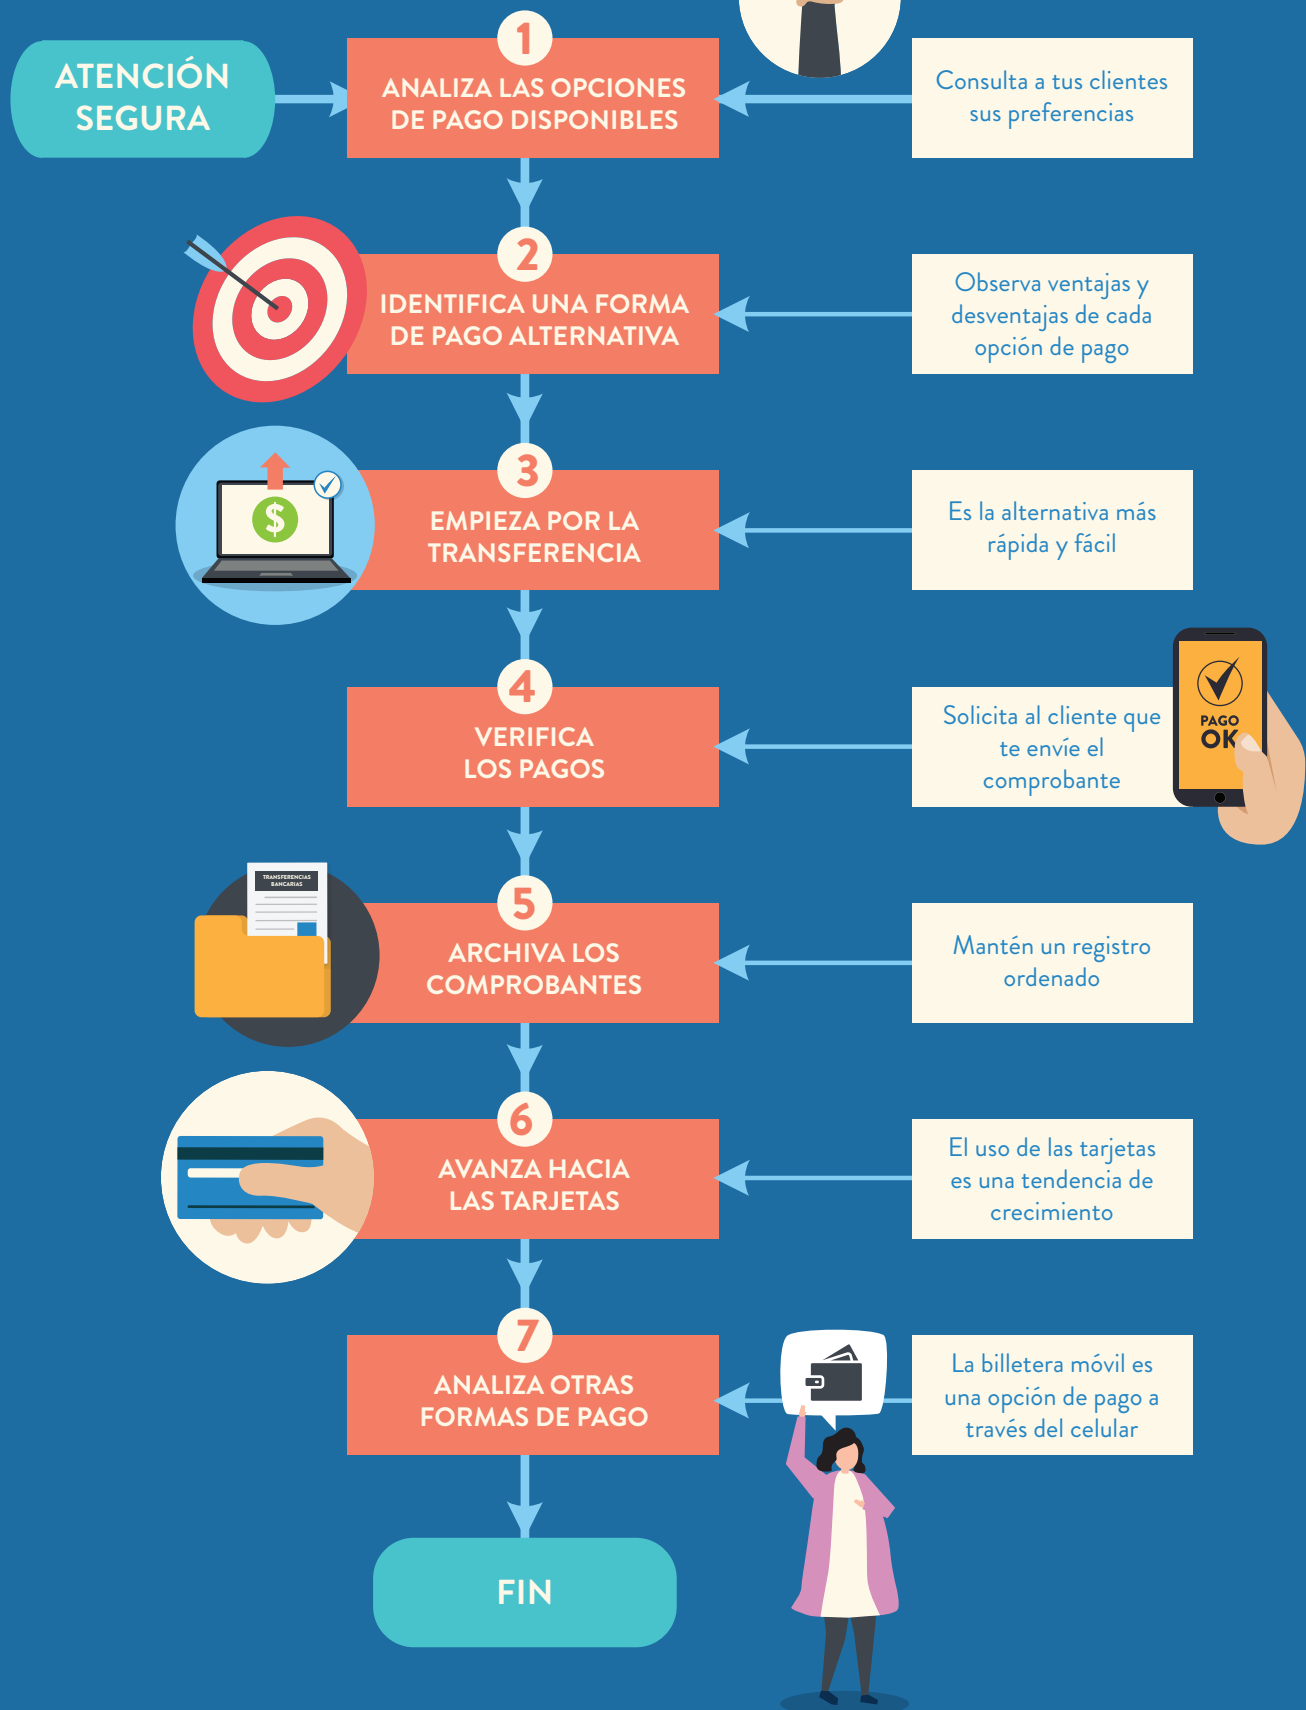 ATENCIÓN
SEGURA
1
ANALIZA LAS OPCIONES
DE PAGO DISPONIBLES
Consulta a tus clientes
sus preferencias
2
IDENTIFICA UNA FORMA
DE PAGO ALTERNATIVA
Observa ventajas y
desventajas de cada
opción de pago
$
3
EMPIEZA POR LA
TRANSFERENCIA
Es la alternativa más
rápida y fácil
4
VERIFICA
LOS PAGOS
Solicita al cliente que
te envíe el
comprobante
PAGO
OK
TRANSFERENCIAS
BANCARIAS
5
ARCHIVA LOS
COMPROBANTES
Mantén un registro
ordenado
6
AVANZA HACIA
LAS TARJETAS
El uso de las tarjetas
es una tendencia de
crecimiento
7
ANALIZA OTRAS
FORMAS DE PAGO
La billetera móvil es
una opción de pago a
través del celular
FIN